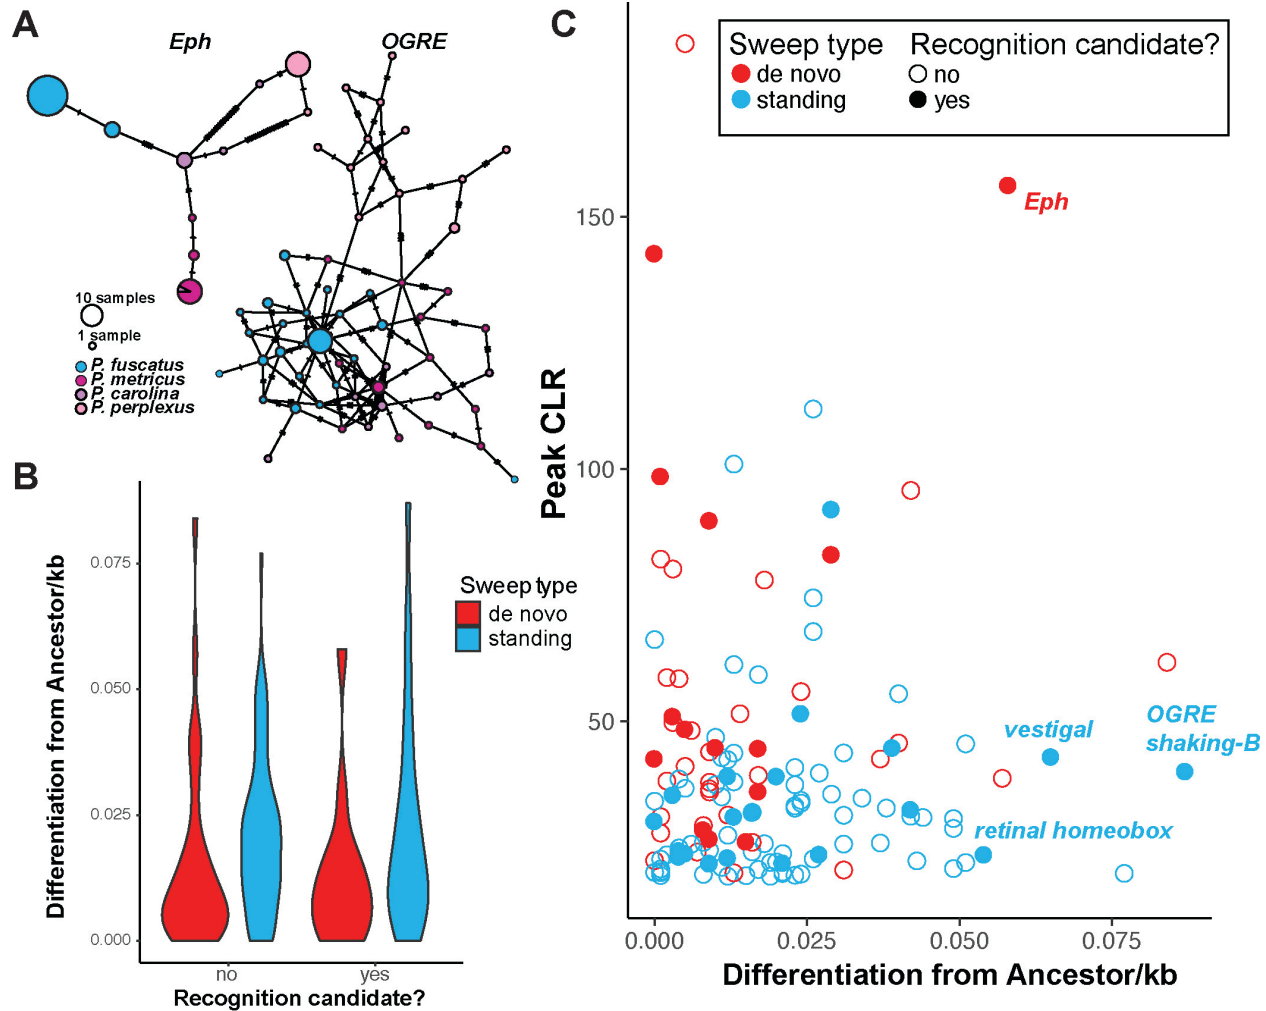 A
Eph
OGRE
10 samples
1 sample
P. fuscatus
P. metricus
P. carolina
P. perplexus
B
Differentiation from Ancestor/kb
0.075
0.050
0.025
0.000
no
yes
Recognition candidate?
Sweep type
de novo
standing
C
Sweep type
de novo
standing
Recognition candidate?
no
yes
Peak CLR
150
100
50
Eph
vestigal
OGRE
shaking-B
retinal homeobox
0.000
0.025
0.050
0.075
Differentiation from Ancestor/kb